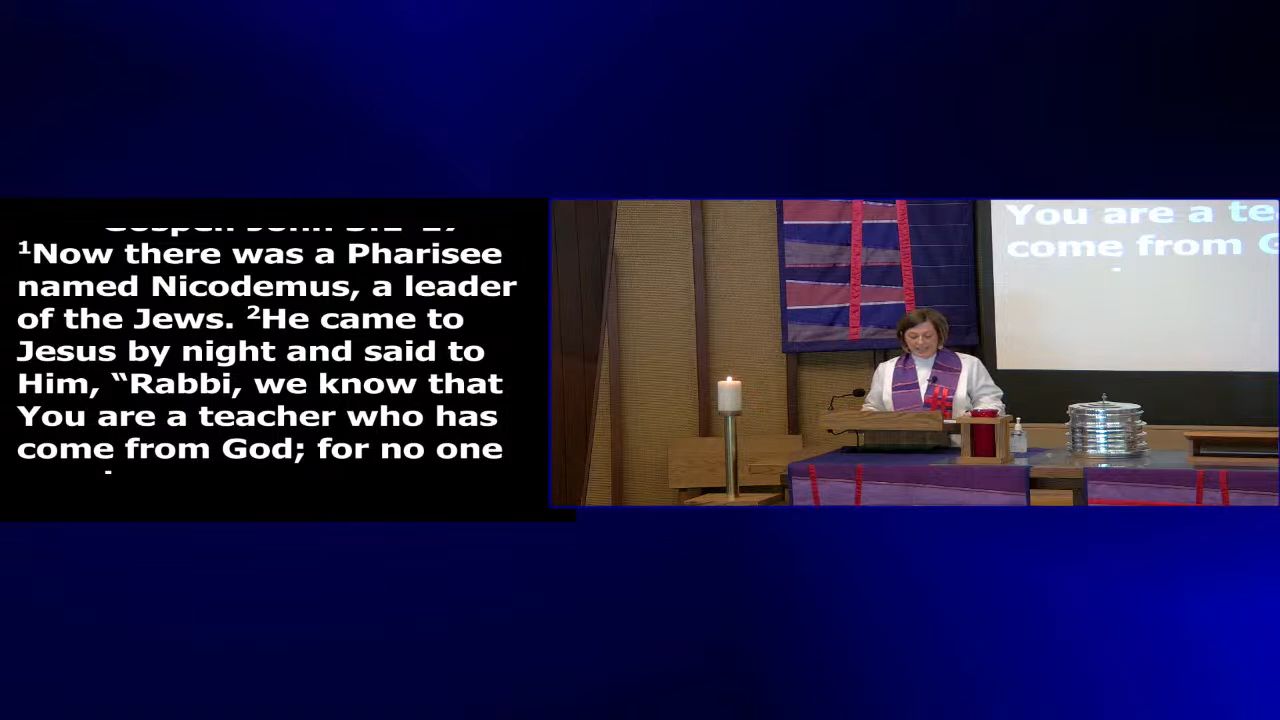 ¹Now there was a Pharisee
named Nicodemus, a leader
of the Jews. ²He came to
Jesus by night and said to
Him, “Rabbi, we know that
You are a teacher who has
come from God; for no one
You are a te
come from G